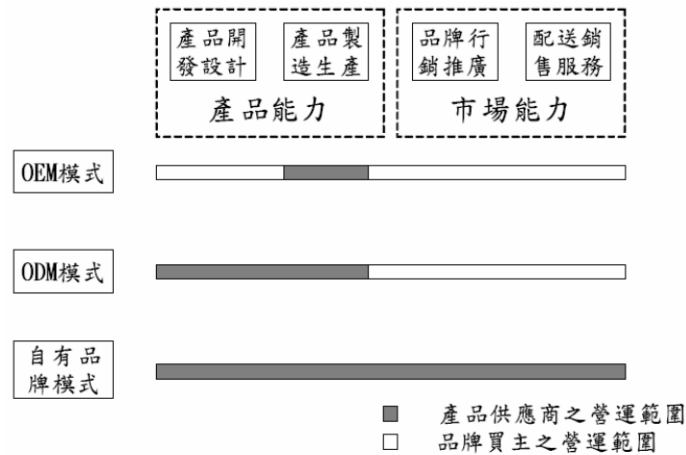 產品開
發設計
產品製
造生產
品牌行
銷推廣
配送銷
售服務
產品能力
市場能力
OEM模式
ODM模式
自有品
牌模式
產品供應商之營運範圍
品牌買主之營運範圍